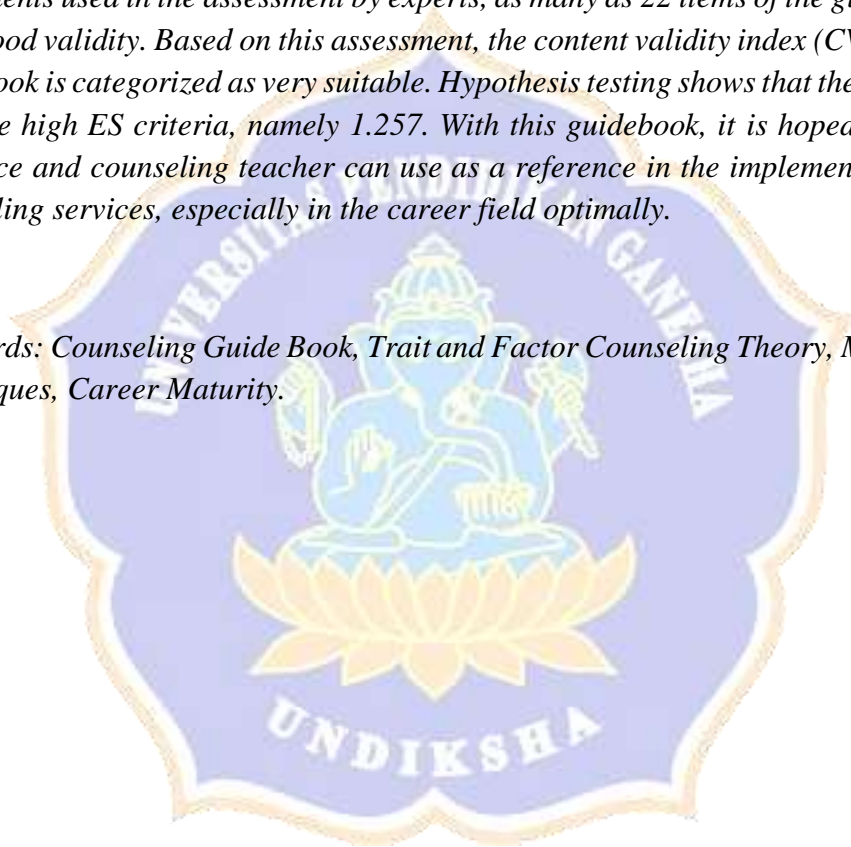 ents used in the assessment by experts, as many as 22 items of the g
ood validity. Based on this assessment, the content validity index (CV
ook is categorized as very suitable. Hypothesis testing shows that the
e high ES criteria, namely 1.257. With this guidebook, it is hoped
ce and counseling teacher can use as a reference in the implemen
ling services, especially in the career field optimally.
rds: Counseling Guide Book, Trait and Factor Counseling Theory, M
ques, Career Maturity.
UNIVERSITAS PENDIDIKAN GANESHA
UNDIKSHA